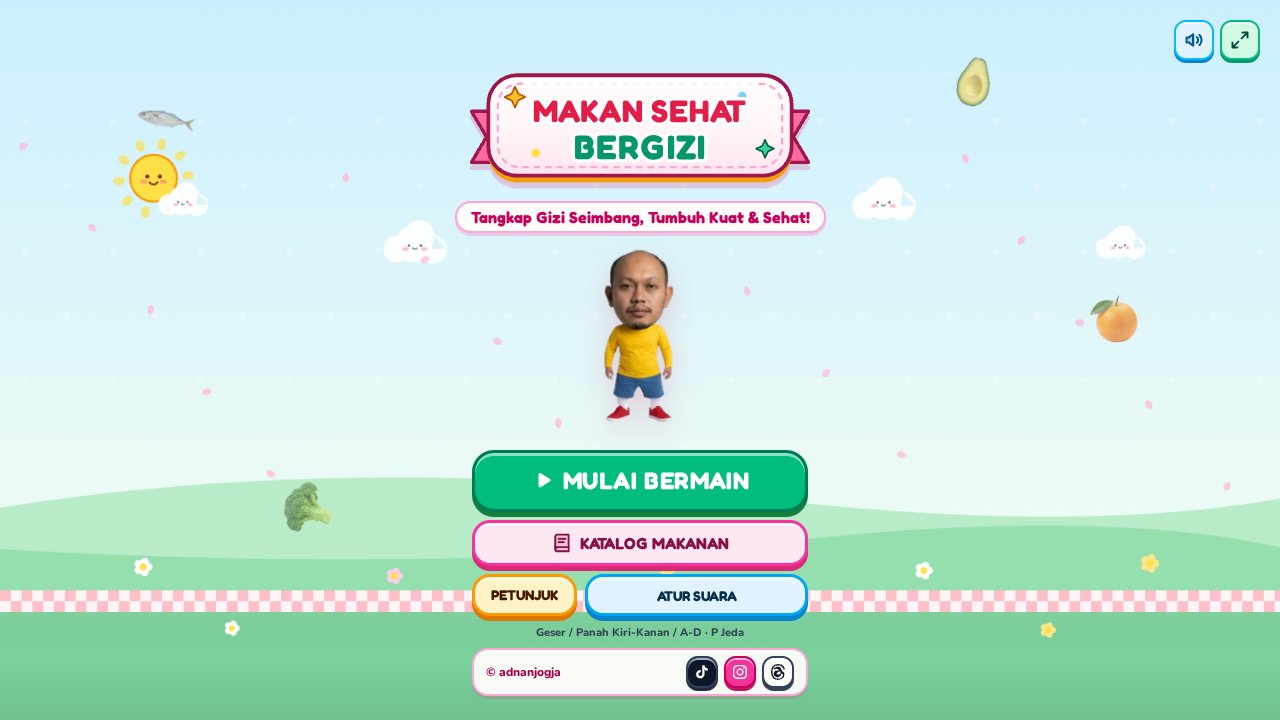 MAKAN SEHAT
BERGIZI
Tangkap Gizi Seimbang, Tumbuh Kuat & Sehat!
MULAI BERMAIN
KATALOG MAKANAN
PETUNJUK
ATUR SUARA
Geser / Panah Kiri-Kanan / A-D · P Jeda
© adnanjogja